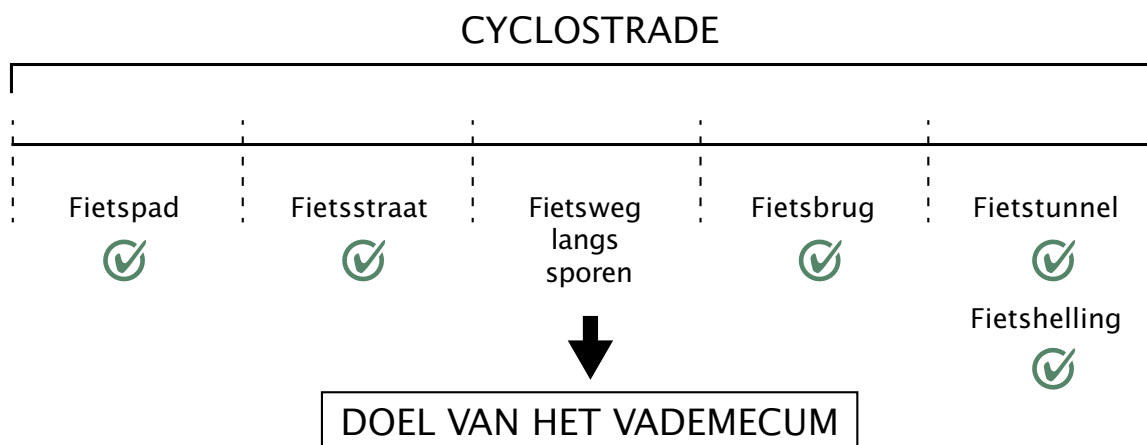 CYCLOSTRADE
Fietspad
Fietsstraat
Fietsweg
langs
sporen
Fietsbrug
Fietstunnel
Fietshelling
DOEL VAN HET VADEMECUM